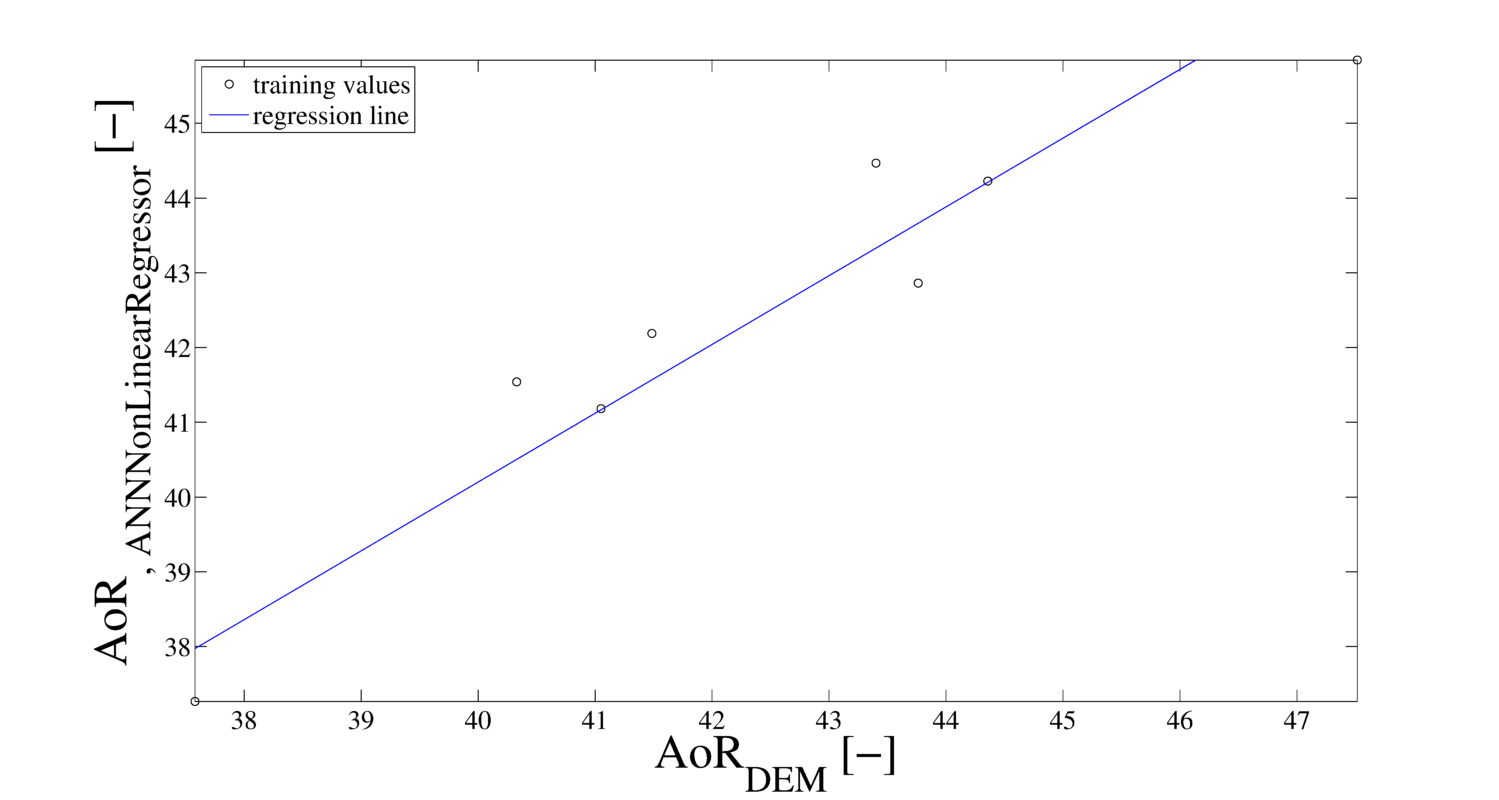 training values
regression line
AoR, ANNNonLinearRegressor [−]
45
44
43
42
41
40
39
38
38 39 40 41 42 43 44 45 46 47
AoR DEM [−]